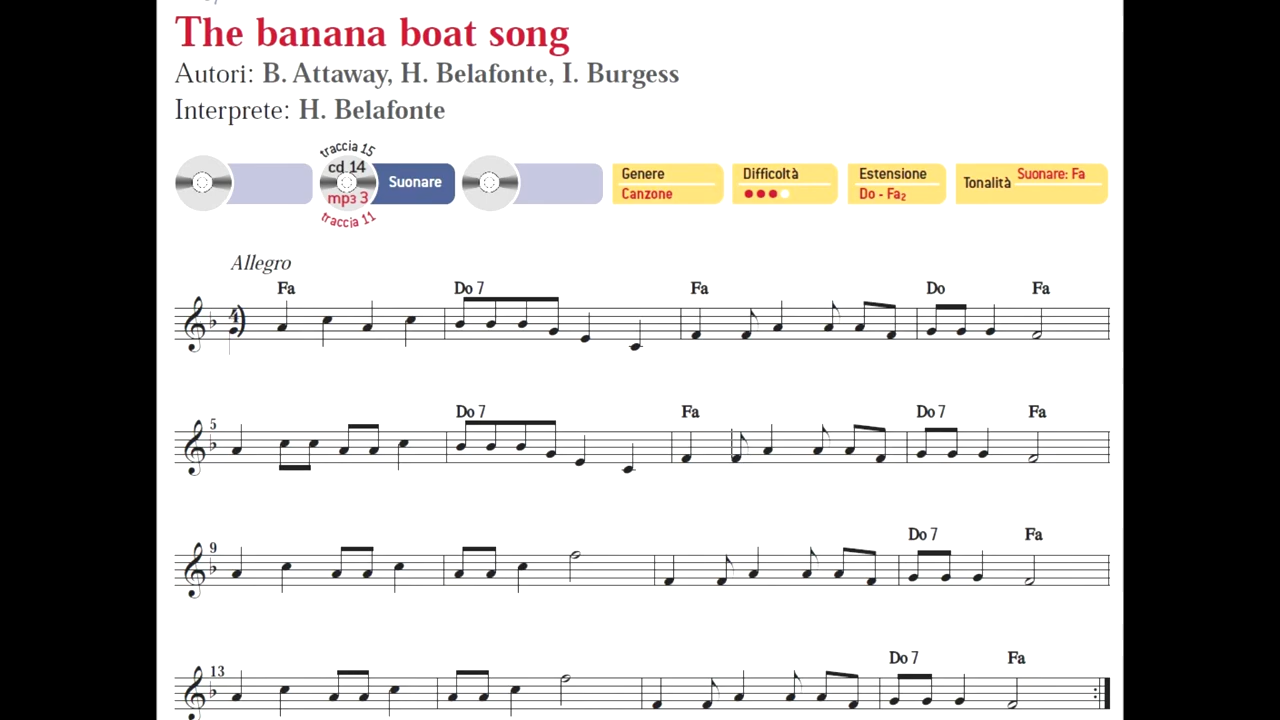 The banana boat song
Autori: B. Attaway, H. Belafonte, I. Burgess
Interprete: H. Belafonte
traccia 15
cd 14
mp3 3
traccia 11
Suonare
Genere
Canzone
Difficoltà
Estensione
Do - Fa2
Tonalità Suonare: Fa
Allegro
Fa Do 7 Fa Do Fa
5 Do 7 Fa Do 7 Fa
9 Do 7 Fa
13 Do 7 Fa